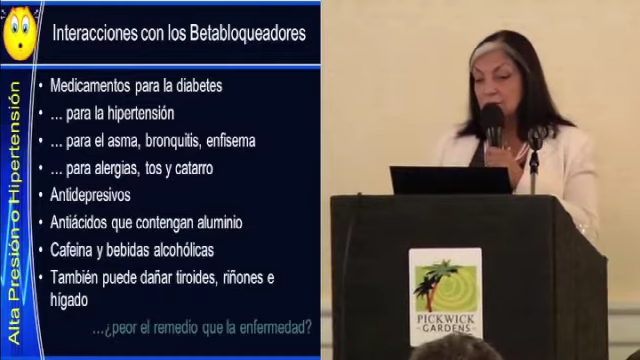 Interacciones con los Betabloqueadores
Alta Presión o Hipertensión
• Medicamentos para la diabetes
• … para la hipertensión
• … para el asma, bronquitis, enfisema
• … para alergias, tos y catarro
• Antidepresivos
• Antiácidos que contengan aluminio
• Cafeína y bebidas alcohólicas
• También puede dañar tiroides, riñones e
hígado
…¿peor el remedio que la enfermedad?
PICKWICK
GARDENS